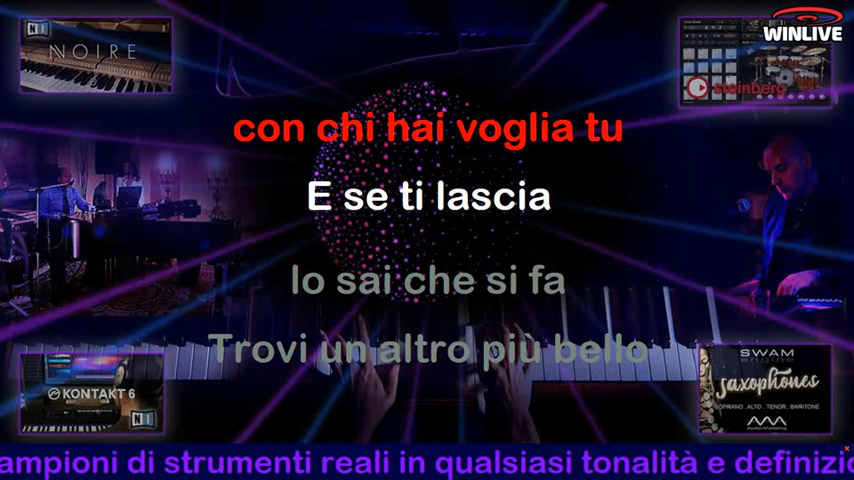 NOIRE
WINLIVE
steinberg
con chi hai voglia tu
E se ti lascia
lo sai che si fa
Trovi un altro più bello
KONTAKT 6
SWAM
engine
saxophones
SOPRANO . ALTO . TENOR . BARITONE
ampioni di strumenti reali in qualsiasi tonalità e definizio